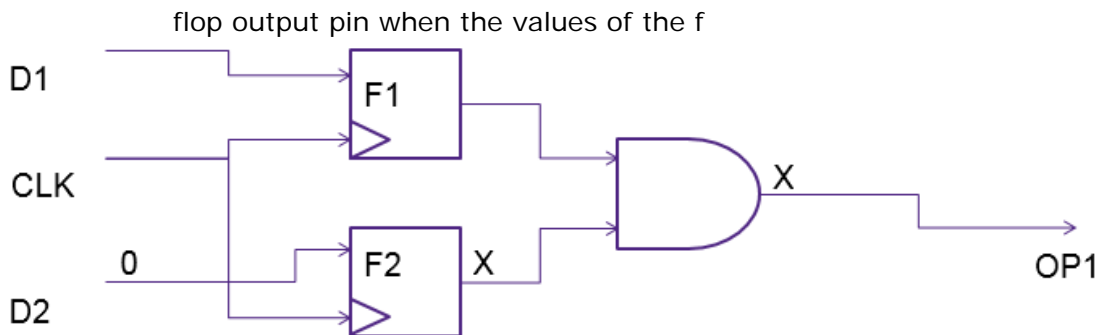 flop output pin when the values of the f
D1
F1
CLK
X
0
F2
X
D2
OP1